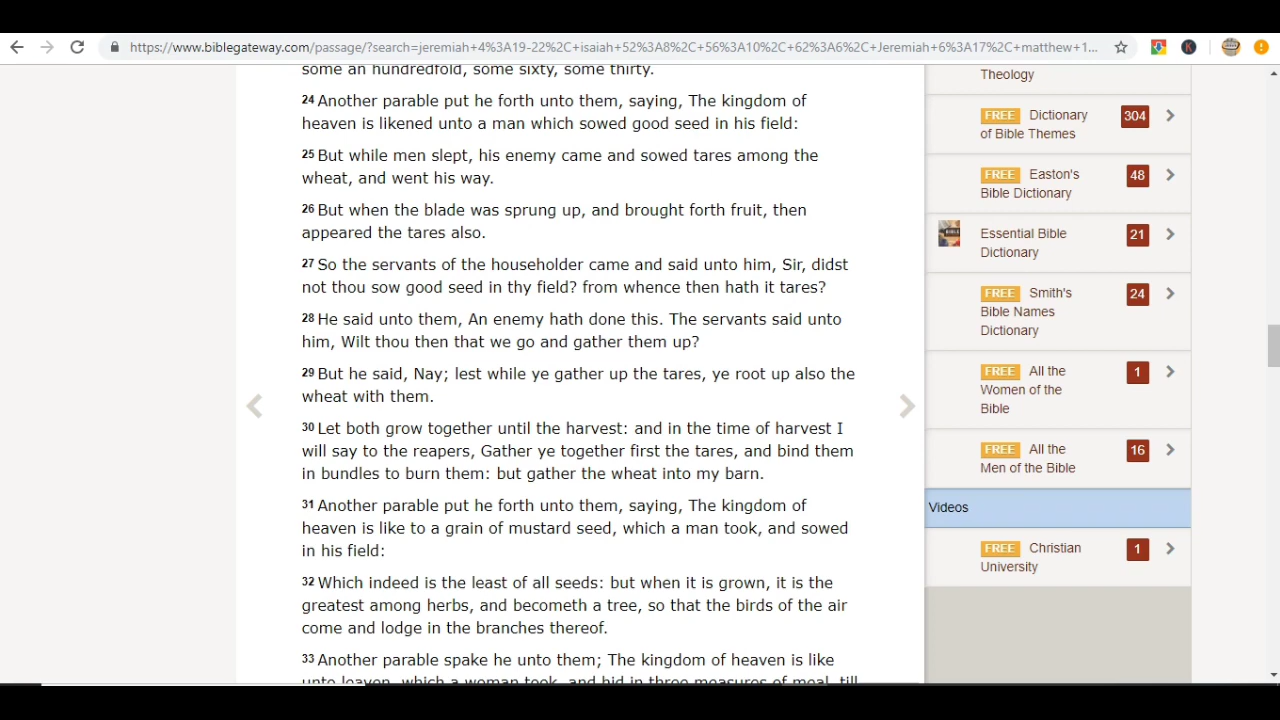 https://www.biblegateway.com/passage/?search=jeremiah+4%3A19-22%2C+isaiah+52%3A8%2C+56%3A10%2C+62%3A6%2C+Jeremiah+6%3A17%2C+matthew+1...
some an hundredfold, some sixty, some thirty.
24 Another parable put he forth unto them, saying, The kingdom of
heaven is likened unto a man which sowed good seed in his field:
25 But while men slept, his enemy came and sowed tares among the
wheat, and went his way.
26 But when the blade was sprung up, and brought forth fruit, then
appeared the tares also.
27 So the servants of the householder came and said unto him, Sir, didst
not thou sow good seed in thy field? from whence then hath it tares?
28 He said unto them, An enemy hath done this. The servants said unto
him, Wilt thou then that we go and gather them up?
29 But he said, Nay; lest while ye gather up the tares, ye root up also the
wheat with them.
30 Let both grow together until the harvest: and in the time of harvest I
will say to the reapers, Gather ye together first the tares, and bind them
in bundles to burn them: but gather the wheat into my barn.
31 Another parable put he forth unto them, saying, The kingdom of
heaven is like to a grain of mustard seed, which a man took, and sowed
in his field:
32 Which indeed is the least of all seeds: but when it is grown, it is the
greatest among herbs, and becometh a tree, so that the birds of the air
come and lodge in the branches thereof.
33 Another parable spake he unto them; The kingdom of heaven is like
unto leaven, which a woman took, and hid in three measures of meal, till
Theology
FREE Dictionary 304
of Bible Themes
FREE Easton's 48
Bible Dictionary
Essential Bible 21
Dictionary
FREE Smith's 24
Bible Names
Dictionary
FREE All the 1
Women of the
Bible
FREE All the 16
Men of the Bible
Videos
FREE Christian 1
University